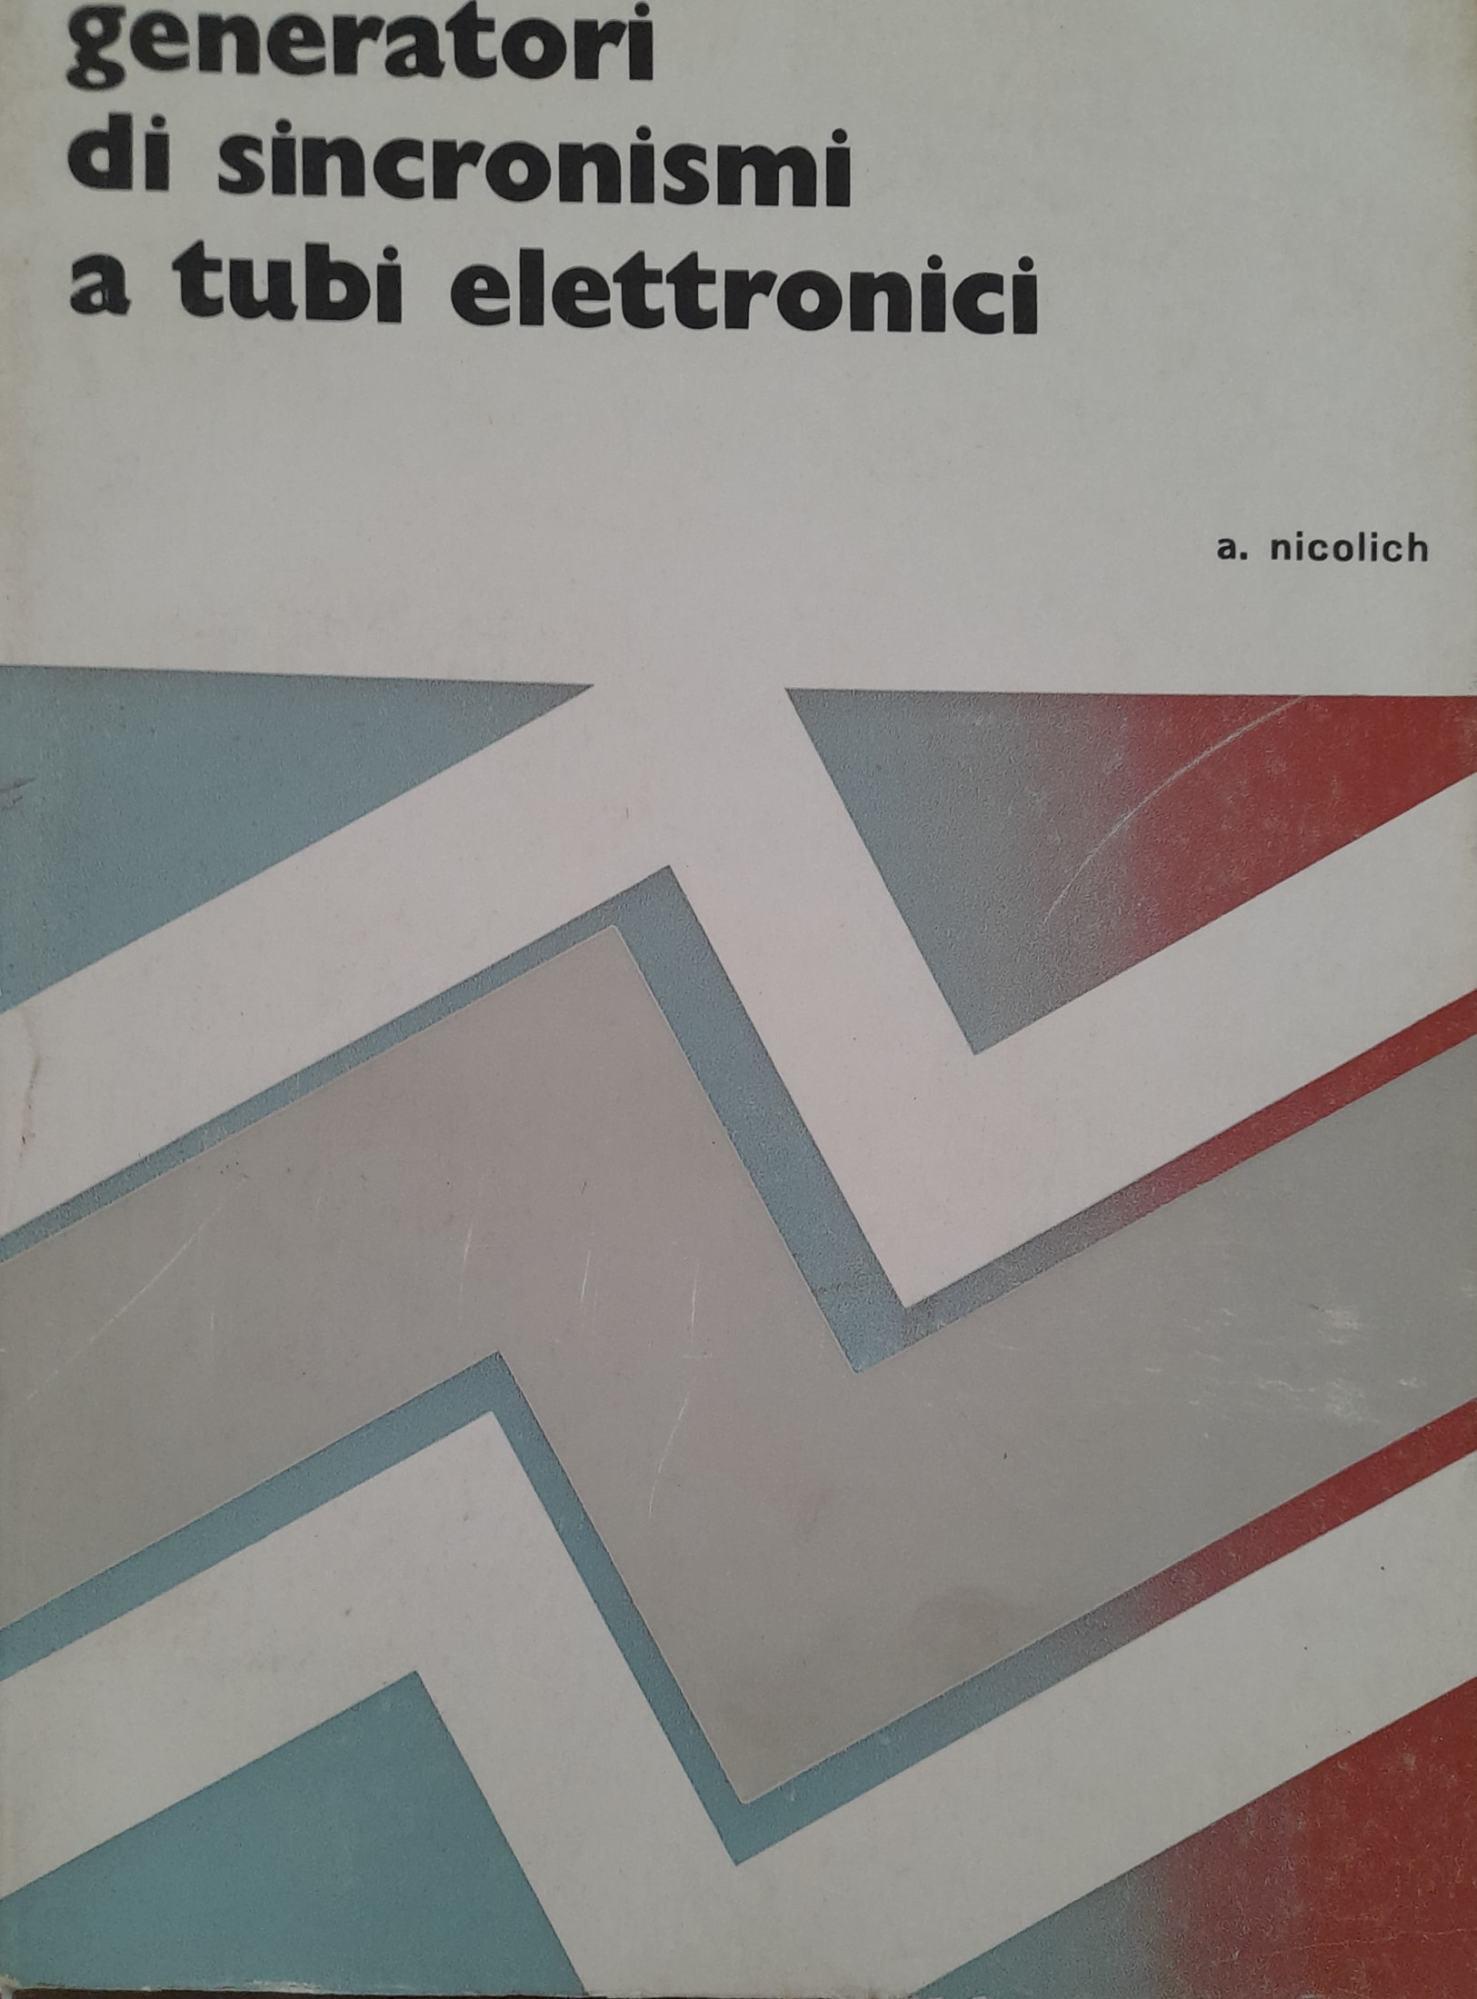 generatori
di sincronismi
a tubi elettronici
a. nicolich